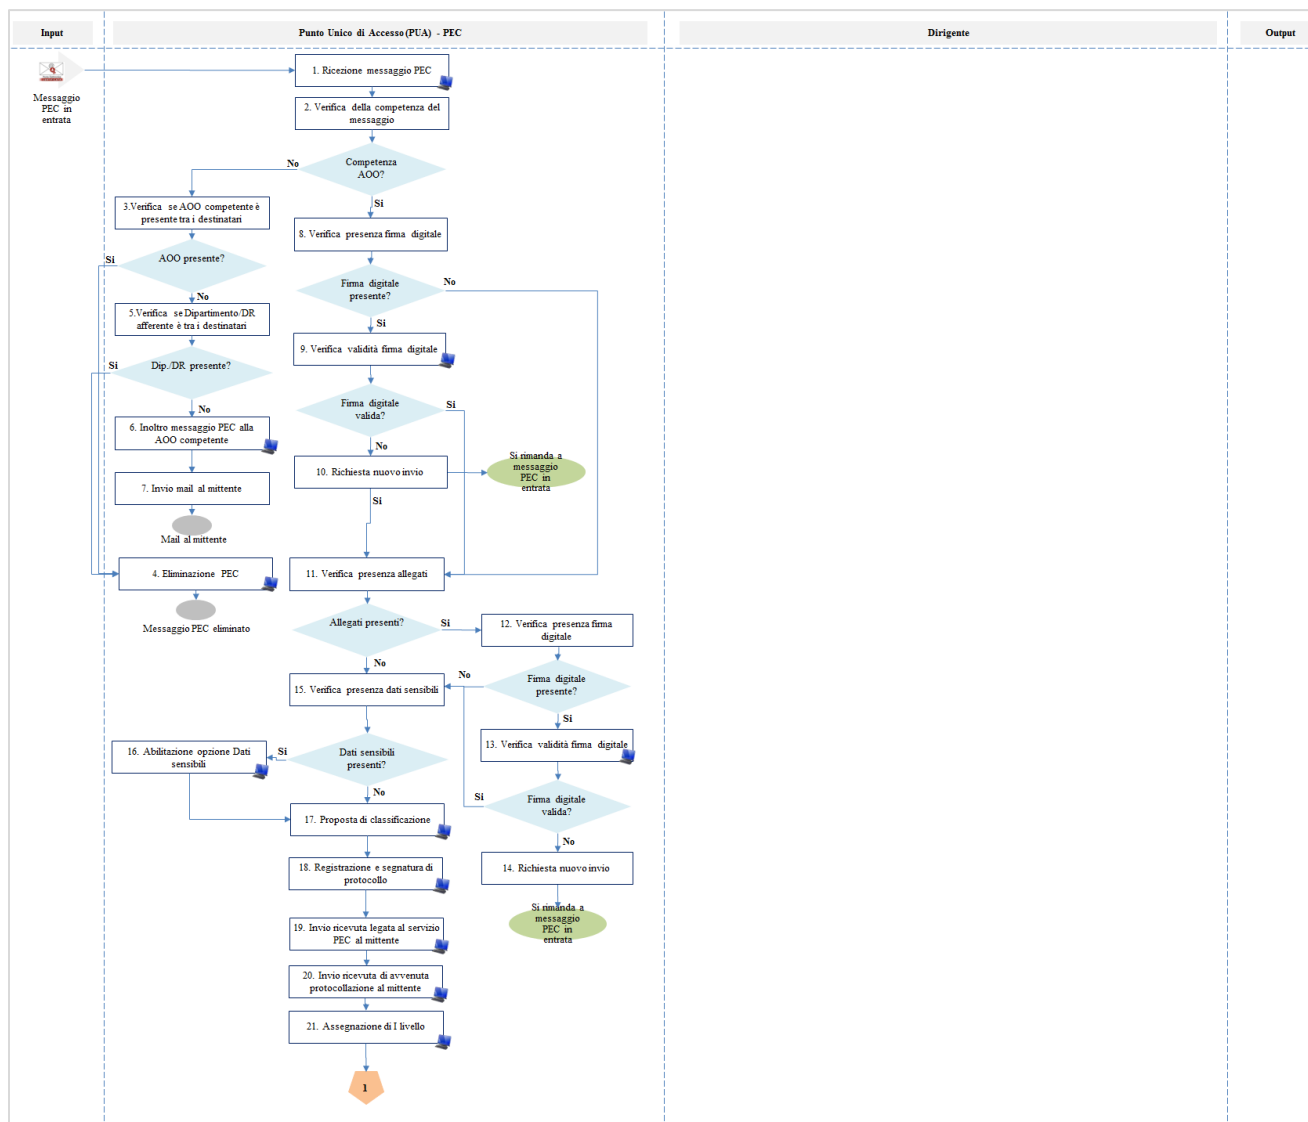 Input
Punto Unico di Accesso (PUA) - PEC
Dirigente
Output
Messaggio
PEC in
entrata
1. Ricezione messaggio PEC
2. Verifica della competenza del
messaggio
Competenza
AOO?
No
Si
3.Verifica se AOO competente è
presente tra i destinatari
8. Verifica presenza firma digitale
AOO presente?
Si
No
Firma digitale
presente?
No
Si
5.Verifica se Dipartimento/DR
afferente è tra i destinatari
9. Verifica validità firma digitale
Dip./DR presente?
Si
No
Firma digitale
valida?
Si
No
6. Inoltro messaggio PEC alla
AOO competente
10. Richiesta nuovo invio
Si rimanda a
messaggio
PEC in
entrata
7. Invio mail al mittente
Si
Mail al mittente
4. Eliminazione PEC
11. Verifica presenza allegati
Messaggio PEC eliminato
Allegati presenti?
Si
No
12. Verifica presenza firma
digitale
15. Verifica presenza dati sensibili
No
Firma digitale
presente?
Si
13. Verifica validità firma digitale
16. Abilitazione opzione Dati
sensibili
Si
Dati sensibili
presenti?
No
Si
Firma digitale
valida?
No
17. Proposta di classificazione
18. Registrazione e segnatura di
protocollo
14. Richiesta nuovo invio
Si rimanda a
messaggio
PEC in
entrata
19. Invio ricevuta legata al servizio
PEC al mittente
20. Invio ricevuta di avvenuta
protocollazione al mittente
21. Assegnazione di I livello
1